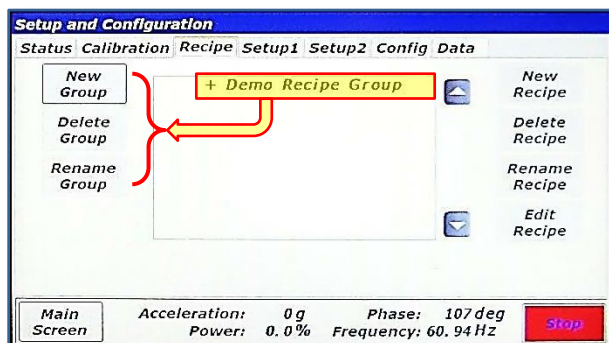 Setup and Configuration
Status Calibration Recipe Setup1 Setup2 Config Data
New
Group
+ Demo Recipe Group
New
Recipe
Delete
Group
Delete
Recipe
Rename
Group
Rename
Recipe
Edit
Recipe
Main
Screen
Acceleration: 0 g
Phase: 107 deg
Power: 0.0%
Frequency: 60.94 Hz
Stop